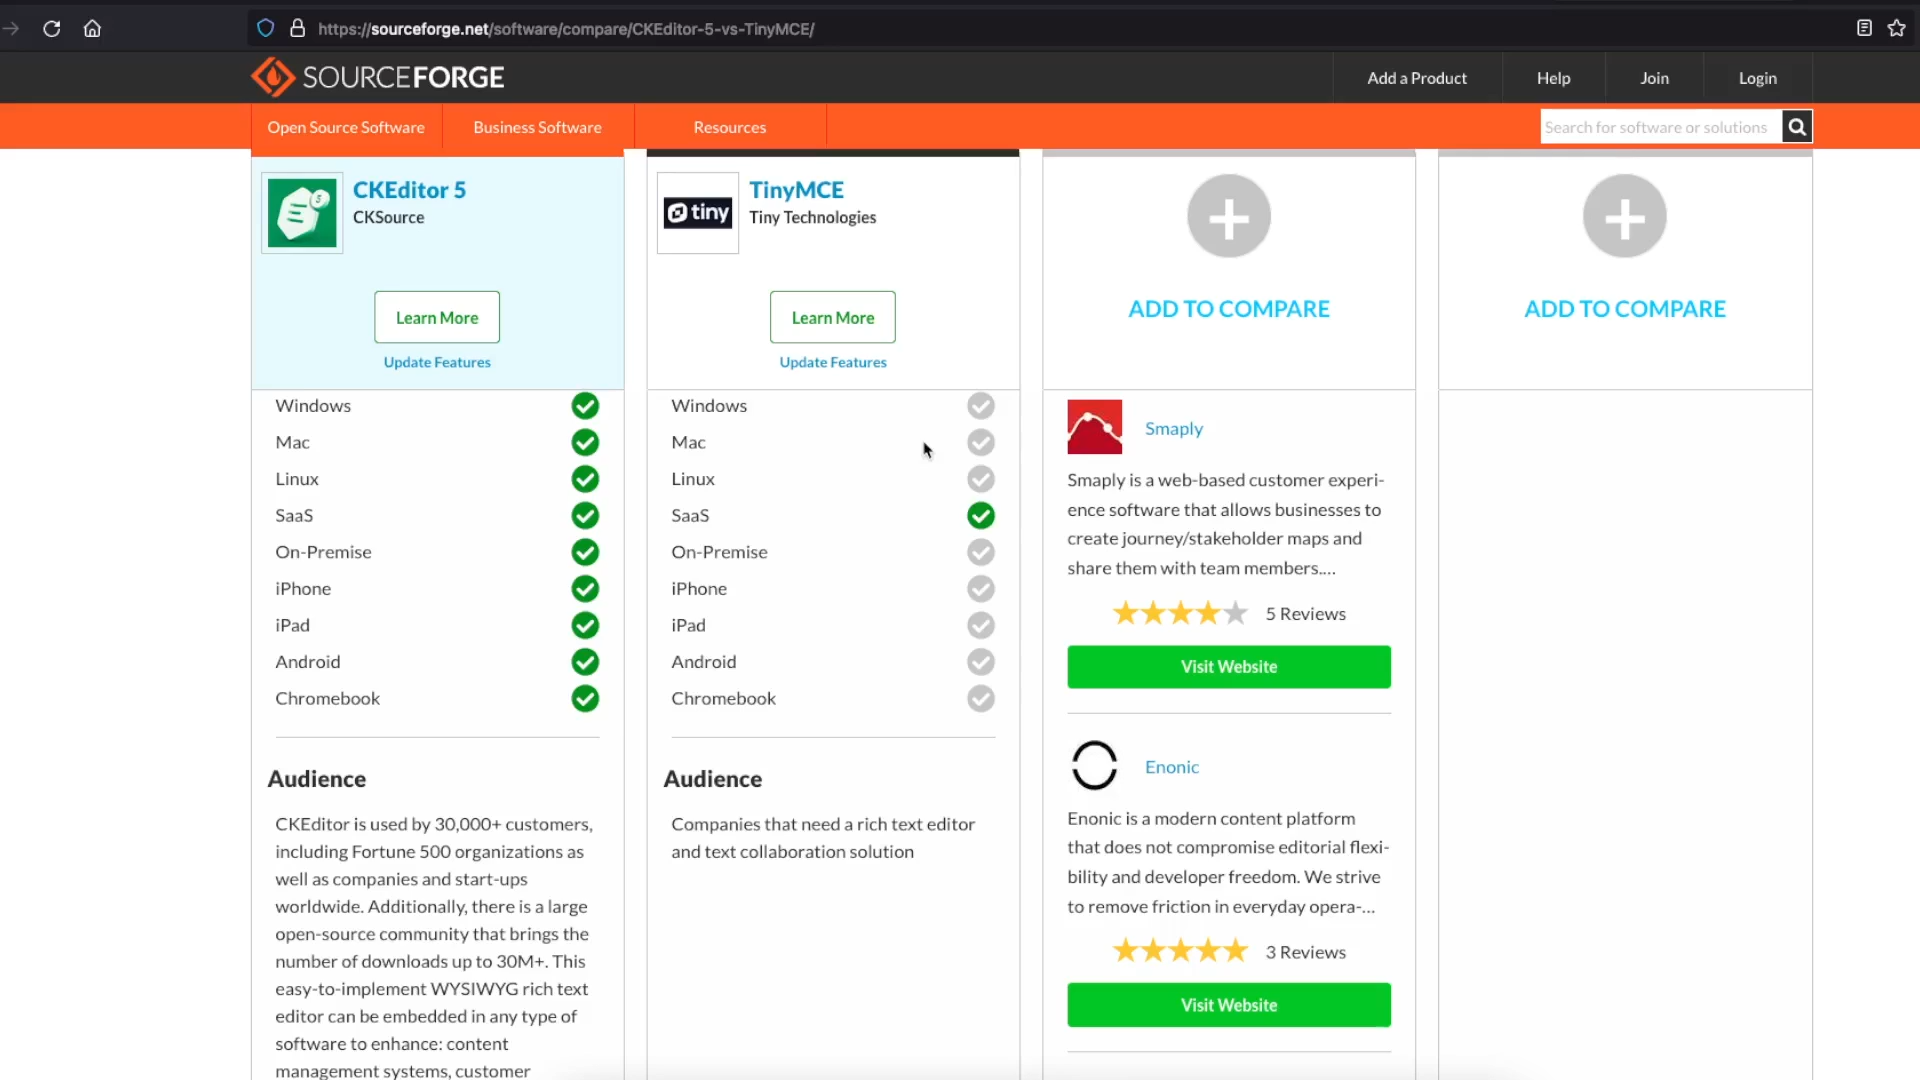 https://sourceforge.net/software/compare/CKEditor-5-vs-TinyMCE/
SOURCEFORGE
Add a Product
Help
Join
Login
Open Source Software
Business Software
Resources
Search for software or solutions
5
CKEditor 5
CKSource
Learn More
Update Features
Windows
Mac
Linux
SaaS
On-Premise
iPhone
iPad
Android
Chromebook
Audience
CKEditor is used by 30,000+ customers,
including Fortune 500 organizations as
well as companies and start-ups
worldwide. Additionally, there is a large
open-source community that brings the
number of downloads up to 30M+. This
easy-to-implement WYSIWYG rich text
editor can be embedded in any type of
software to enhance: content
management systems, customer
tiny
TinyMCE
Tiny Technologies
Learn More
Update Features
Windows
Mac
Linux
SaaS
On-Premise
iPhone
iPad
Android
Chromebook
Audience
Companies that need a rich text editor
and text collaboration solution
ADD TO COMPARE
Smaply
Smaply is a web-based customer experi-
ence software that allows businesses to
create journey/stakeholder maps and
share them with team members....
5 Reviews
Visit Website
Enonic
Enonic is a modern content platform
that does not compromise editorial flexi-
bility and developer freedom. We strive
to remove friction in everyday opera-...
3 Reviews
Visit Website
ADD TO COMPARE